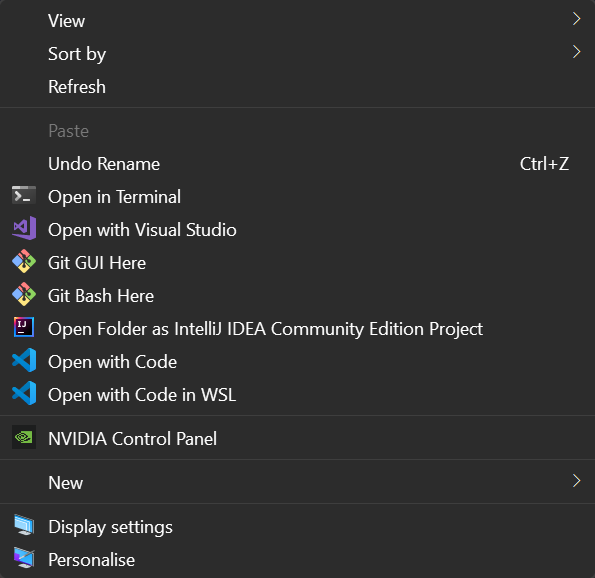 View
Sort by
Refresh
Paste
Undo Rename Ctrl+Z
Open in Terminal
Open with Visual Studio
Git GUI Here
Git Bash Here
Open Folder as IntelliJ IDEA Community Edition Project
Open with Code
Open with Code in WSL
NVIDIA Control Panel
New
Display settings
Personalise